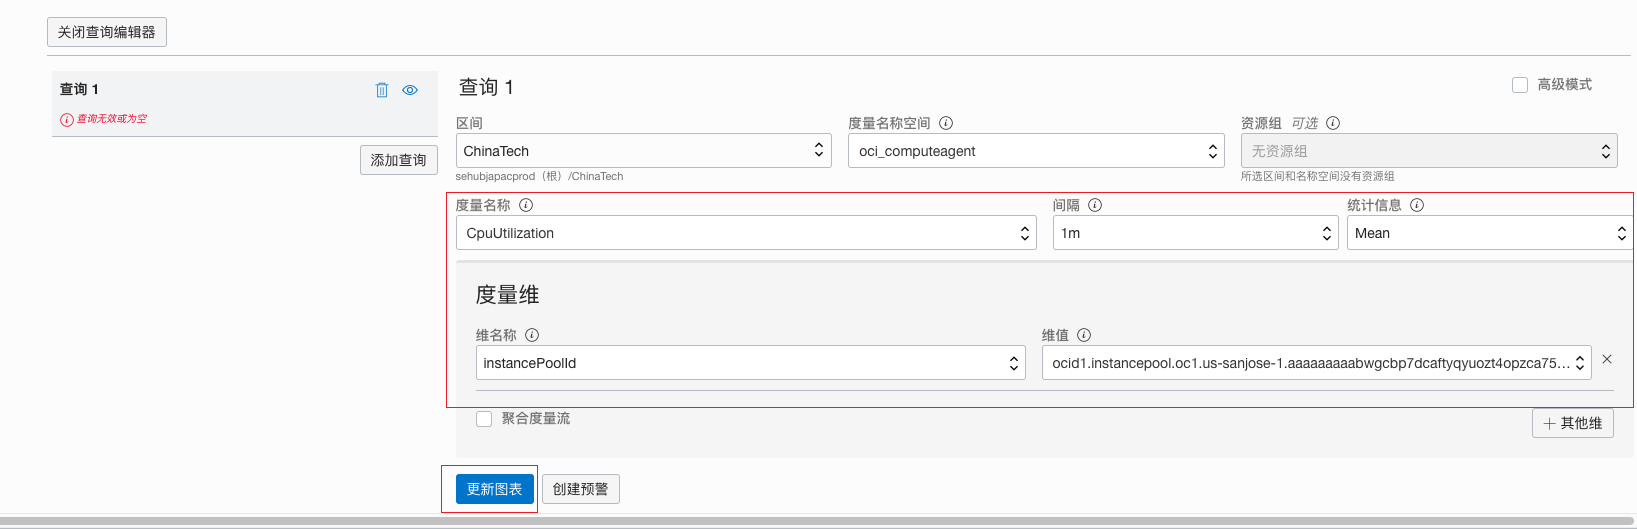 关闭查询编辑器
查询 1
查询无效或为空
添加查询
查询 1
高级模式
区间
度量名称空间
资源组 可选
ChinaTech
oci_computeagent
无资源组
sehubjapacprod（根）/ChinaTech
所选区间和名称空间没有资源组
度量名称
间隔
统计信息
CpuUtilization
1m
Mean
度量维
维名称
维值
instancePoolId
ocid1.instancepool.oc1.us-sanjose-1.aaaaaaaaabwgcbp7dcaftyqyuozt4opzca75...
聚合度量流
其他维
更新图表
创建预警